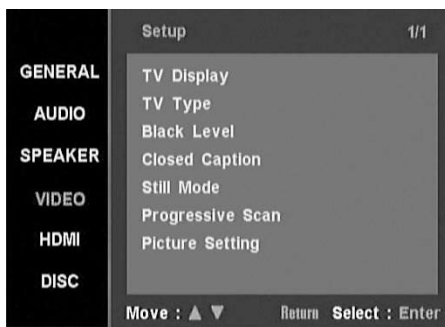 Setup 1/1
GENERAL
AUDIO
SPEAKER
VIDEO
HDMI
DISC
TV Display
TV Type
Black Level
Closed Caption
Still Mode
Progressive Scan
Picture Setting
Move : ▲ ▼ Return Select : Enter